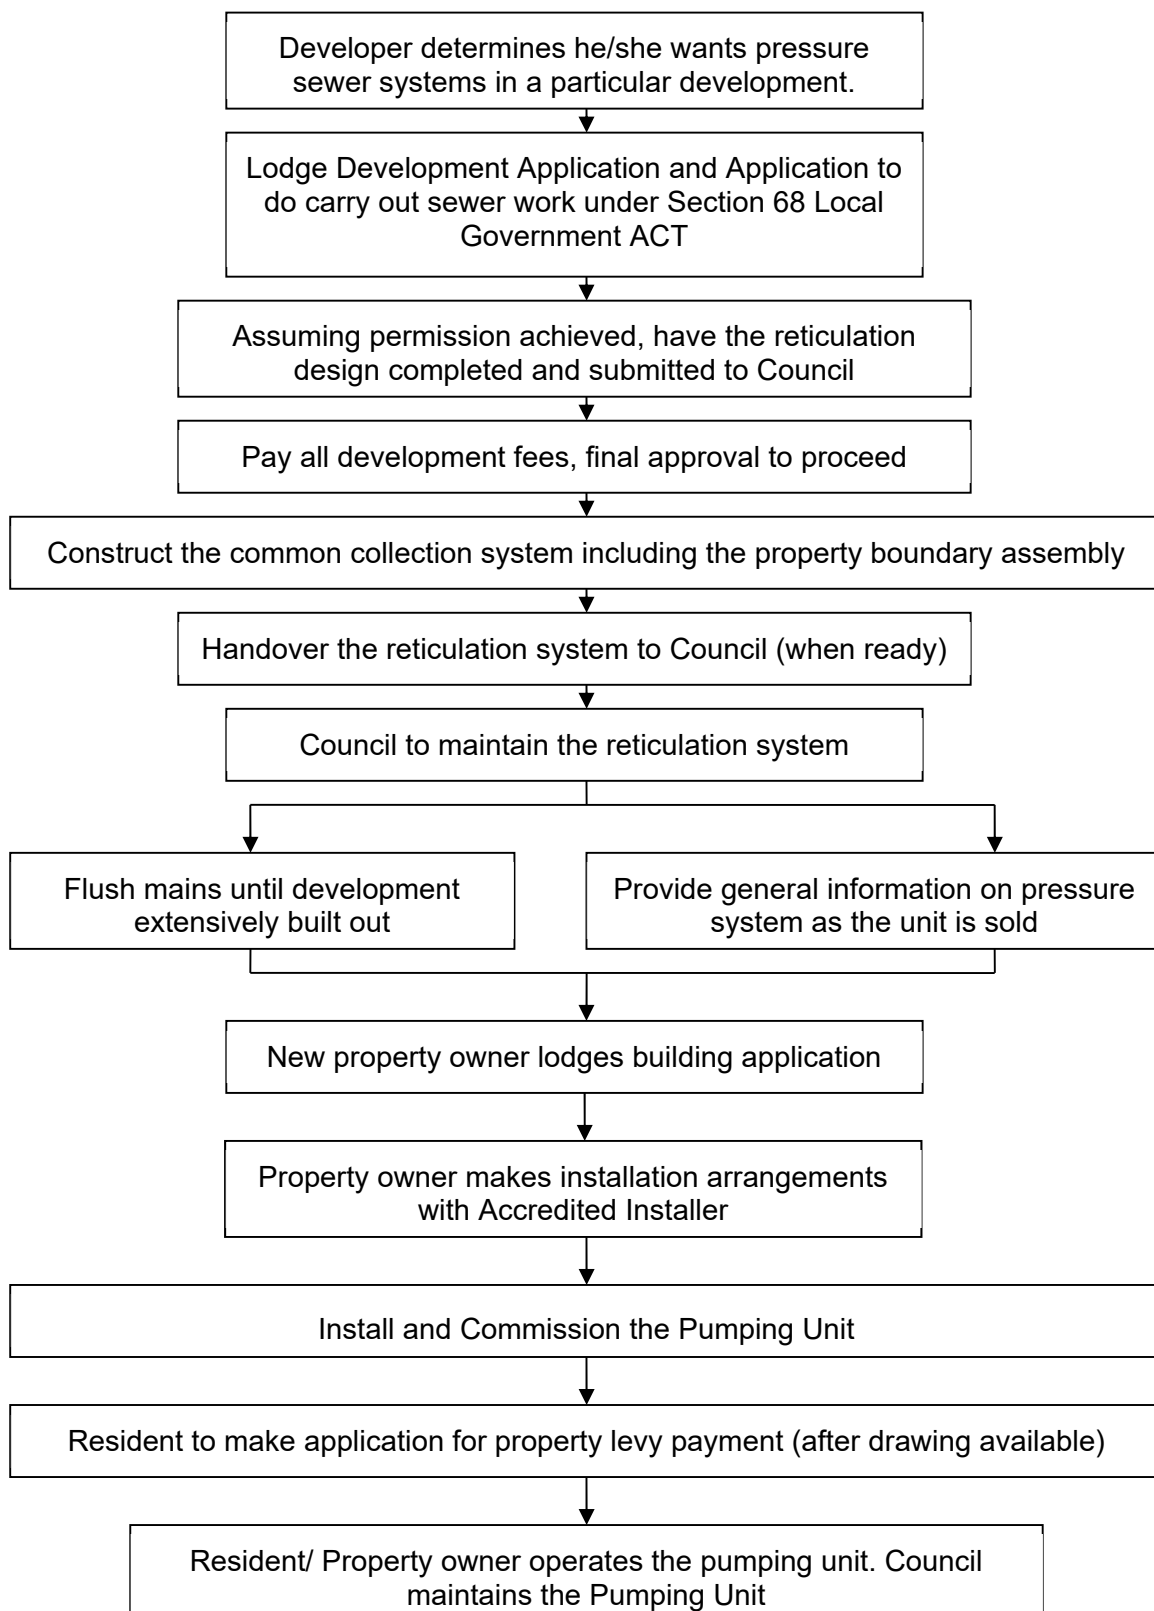 Developer determines he/she wants pressure
sewer systems in a particular development.
Lodge Development Application and Application to
do carry out sewer work under Section 68 Local
Government ACT
Assuming permission achieved, have the reticulation
design completed and submitted to Council
Pay all development fees, final approval to proceed
Construct the common collection system including the property boundary assembly
Handover the reticulation system to Council (when ready)
Council to maintain the reticulation system
Flush mains until development
extensively built out
Provide general information on pressure
system as the unit is sold
New property owner lodges building application
Property owner makes installation arrangements
with Accredited Installer
Install and Commission the Pumping Unit
Resident to make application for property levy payment (after drawing available)
Resident/ Property owner operates the pumping unit. Council
maintains the Pumping Unit